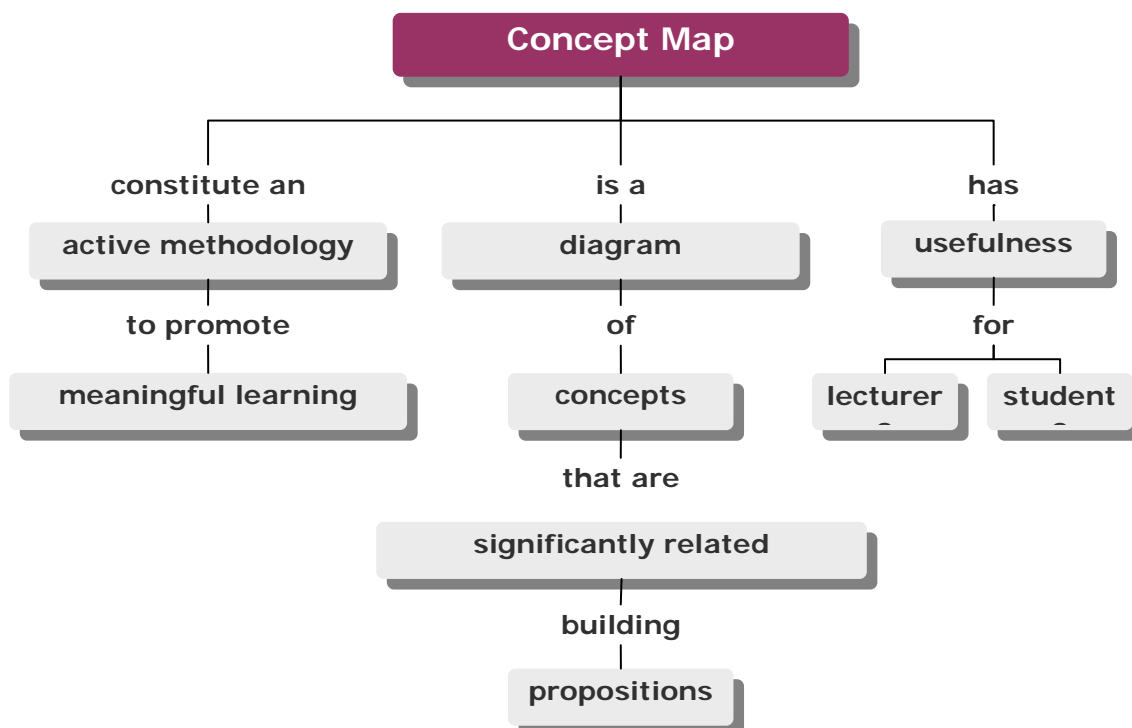 Concept Map
constitute an
is a
has
active methodology
diagram
usefulness
to promote
of
for
meaningful learning
concepts
lecturer
student
that are
significantly related
building
propositions